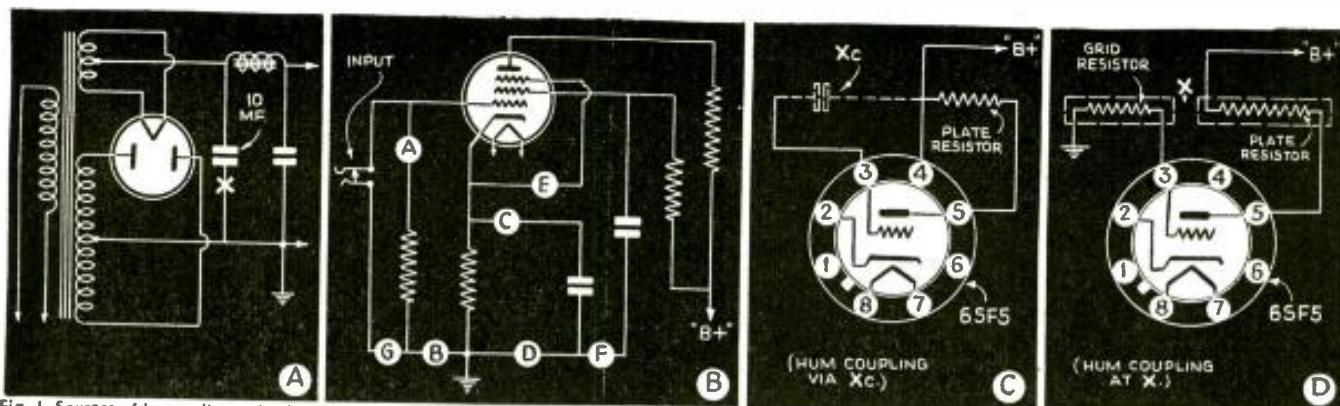 10
MF.
X
A
INPUT
A
E
C
G
B
D
F
"B+"
B
Xc
"B+"
PLATE
RESISTOR
3
4
2
5
1
6
8
7
6SF5
(HUM COUPLING
VIA Xc.)
C
GRID
RESISTOR
X
"B+"
PLATE
RESISTOR
3
4
2
5
1
6
8
7
6SF5
(HUM COUPLING
AT X.)
D
Fig. 1. Sources of